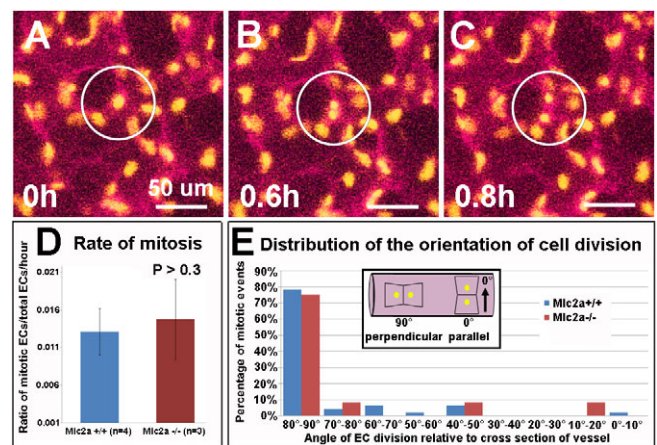 A
B
C
0h
50 um
0.6h
0.8h
D Rate of mitosis
Ratio of mitotic ECs/total ECs/hour
0.021
0.016
0.011
0.006
0.001
P > 0.3
Mlc2a +/+ (n=4)
Mlc2a -/- (n=3)
E Distribution of the orientation of cell division
Percentage of mitotic events
90%
80%
70%
60%
50%
40%
30%
20%
10%
0%
0°
90°
0°
perpendicular
parallel
Mlc2a+/+
Mlc2a-/-
80°-90°
70°-80°
60°-70°
50°-60°
40°-50°
30°-40°
20°-30°
10°-20°
0°-10°
Angle of EC division relative to cross section of vessel